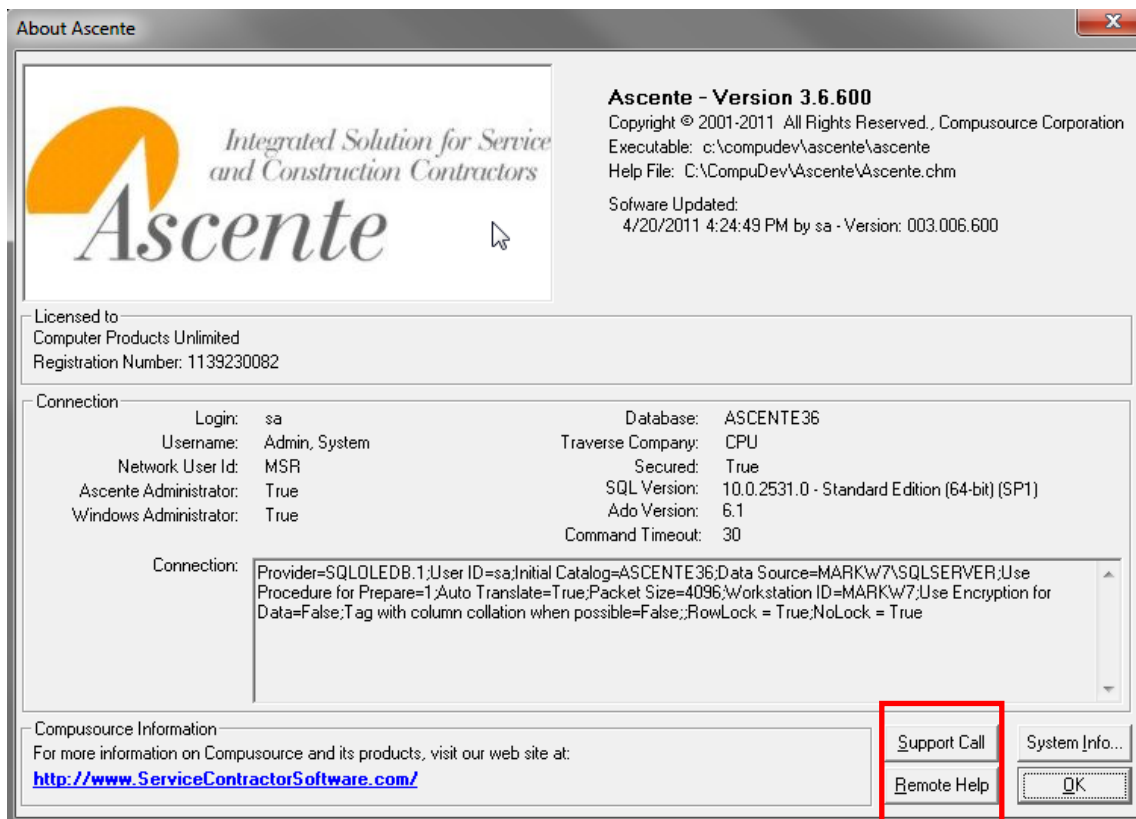 About Ascente
Integrated Solution for Service
and Construction Contractors
Ascente
Ascente - Version 3.6.600
Copyright © 2001-2011 All Rights Reserved., Compusource Corporation
Executable: c:\compudev\ascente\ascente
Help File: C:\CompuDev\Ascente\Ascente.chm
Sofware Updated:
4/20/2011 4:24:49 PM by sa - Version: 003.006.600
Licensed to
Computer Products Unlimited
Registration Number: 1139230082
Connection
Login: sa
Username: Admin, System
Network User Id: MSR
Ascente Administrator: True
Windows Administrator: True
Database: ASCENTE36
Traverse Company: CPU
Secured: True
SQL Version: 10.0.2531.0 - Standard Edition (64-bit) (SP1)
Ado Version: 6.1
Command Timeout: 30
Connection: Provider=SQLOLEDB.1;User ID=sa;Initial Catalog=ASCENTE36;Data Source=MARKW7\SQLSERVER;Use
Procedure for Prepare=1;Auto Translate=True;Packet Size=4096;Workstation ID=MARKW7;Use Encryption for
Data=False;Tag with column collation when possible=False;;RowLock = True;NoLock = True
Compusource Information
For more information on Compusource and its products, visit our web site at:
http://www.ServiceContractorSoftware.com/
Support Call
System Info...
Remote Help
OK